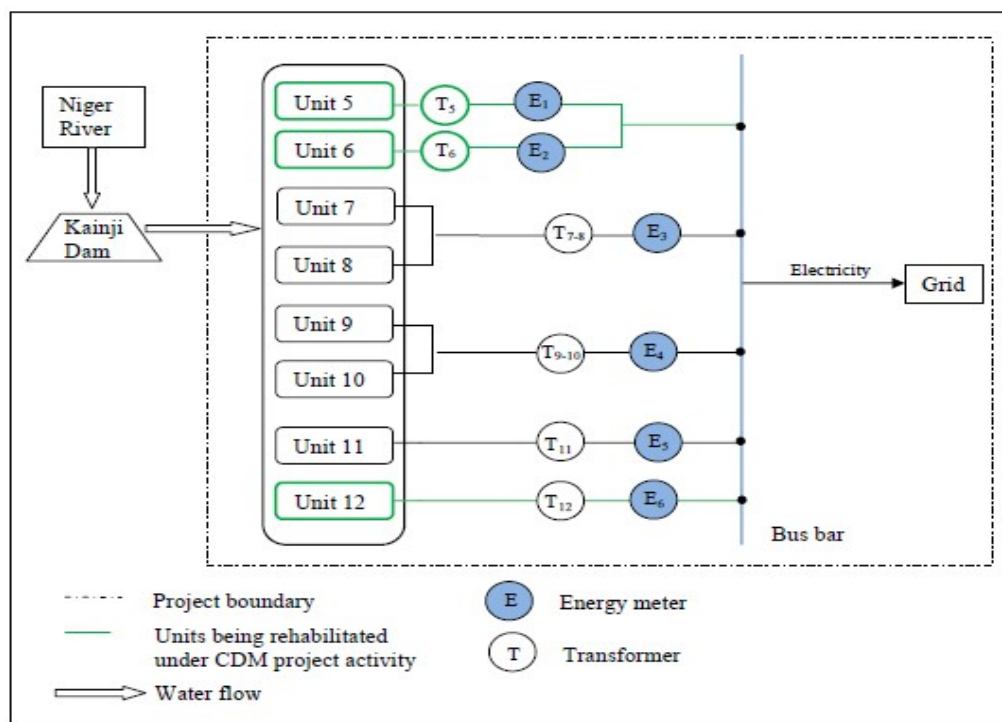 Niger
River
Kainji
Dam
Unit 5
T5
E1
Unit 6
T6
E2
Unit 7
Unit 8
T7-8
E3
Electricity
Grid
Unit 9
Unit 10
T9-10
E4
Unit 11
T11
E5
Unit 12
T12
E6
Bus bar
Project boundary
E
Energy meter
Units being rehabilitated
under CDM project activity
T
Transformer
Water flow